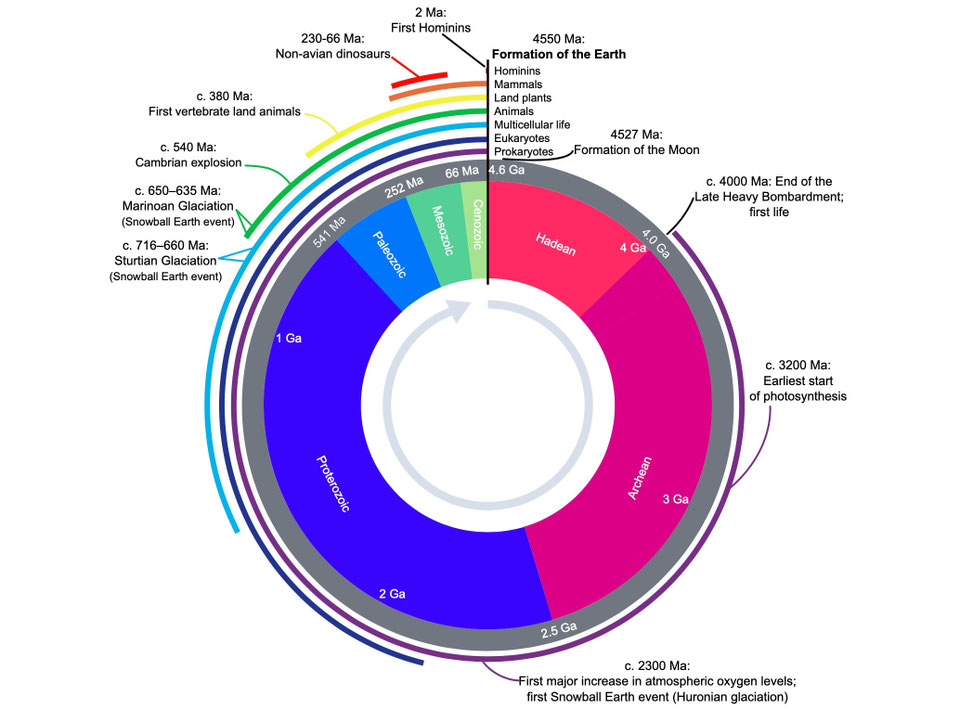 2 Ma:
First Hominins
230-66 Ma:
Non-avian dinosaurs
4550 Ma:
Formation of the Earth
Hominins
Mammals
Land plants
Animals
Multicellular life
Eukaryotes
Prokaryotes
c. 380 Ma:
First vertebrate land animals
4527 Ma:
Formation of the Moon
c. 540 Ma:
Cambrian explosion
c. 650–635 Ma:
Marinoan Glaciation
(Snowball Earth event)
c. 716–660 Ma:
Sturtian Glaciation
(Snowball Earth event)
c. 4000 Ma: End of the
Late Heavy Bombardment;
first life
4.6 Ga
66 Ma
252 Ma
541 Ma
4.0 Ga
4 Ga
Hadean
Cenozoic
Mesozoic
Paleozoic
1 Ga
c. 3200 Ma:
Earliest start
of photosynthesis
Archean
3 Ga
Proterozoic
2 Ga
2.5 Ga
c. 2300 Ma:
First major increase in atmospheric oxygen levels;
first Snowball Earth event (Huronian glaciation)